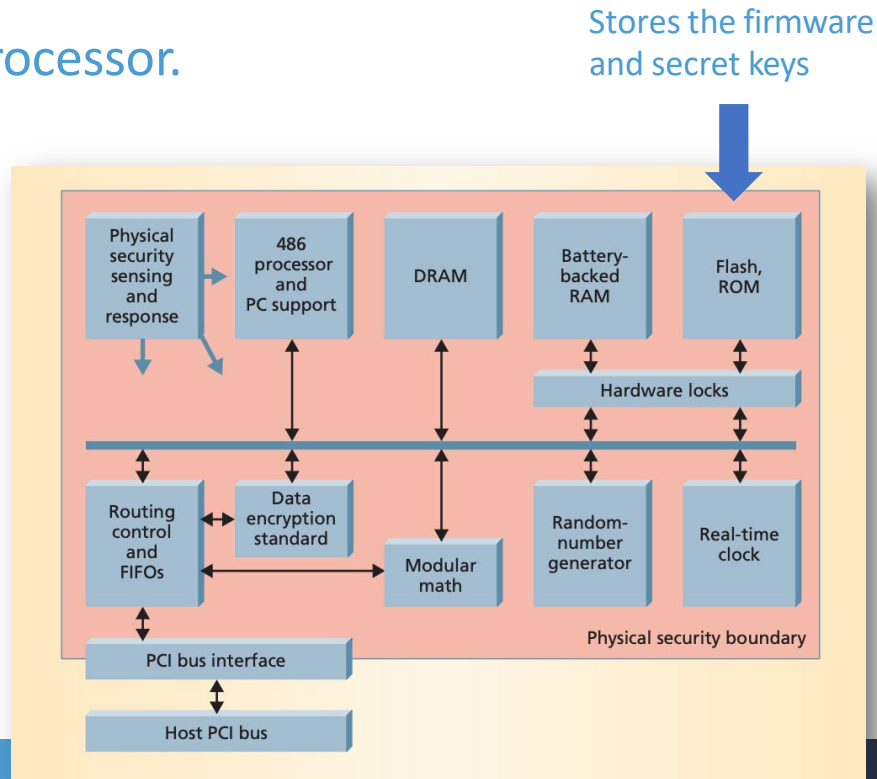 rocessor.
Stores the firmware
and secret keys
Physical
security
sensing
and
response
486
processor
and
PC support
DRAM
Battery-
backed
RAM
Flash,
ROM
Hardware locks
Routing
control
and
FIFOs
Data
encryption
standard
Modular
math
Random-
number
generator
Real-time
clock
Physical security boundary
PCI bus interface
Host PCI bus